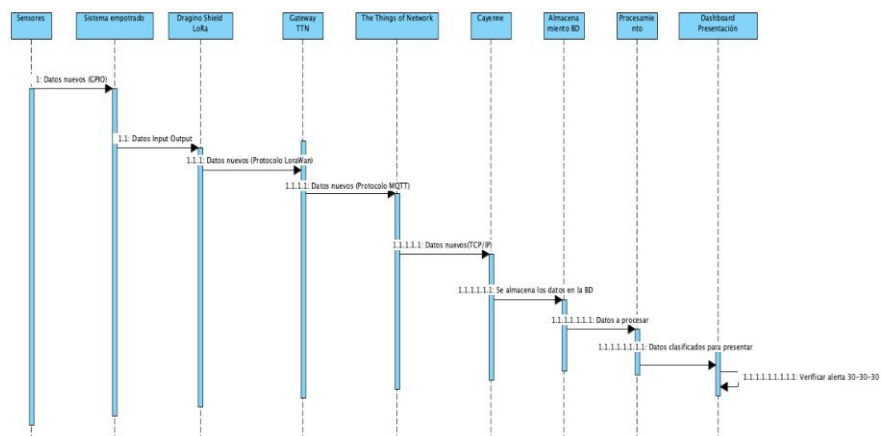 Sensores
Sistema empotrado
Dragino Shield
LoRa
Gateway
TTN
The Things of Network
Cayenne
Almacena
miento BD
Procesamie
nto
Dashboard
Presentación
1: Datos nuevos (GPIO)
1.1: Datos Input Output
1.1.1: Datos nuevos (Protocolo LoraWan)
1.1.1.1: Datos nuevos (Protocolo MQTT)
1.1.1.1.1: Datos nuevos(TCP/IP)
1.1.1.1.1.1: Se almacena los datos en la BD
1.1.1.1.1.1.1: Datos a procesar
1.1.1.1.1.1.1.1: Datos clasificados para presentar
1.1.1.1.1.1.1.1.1: Verificar alerta 30-30-30